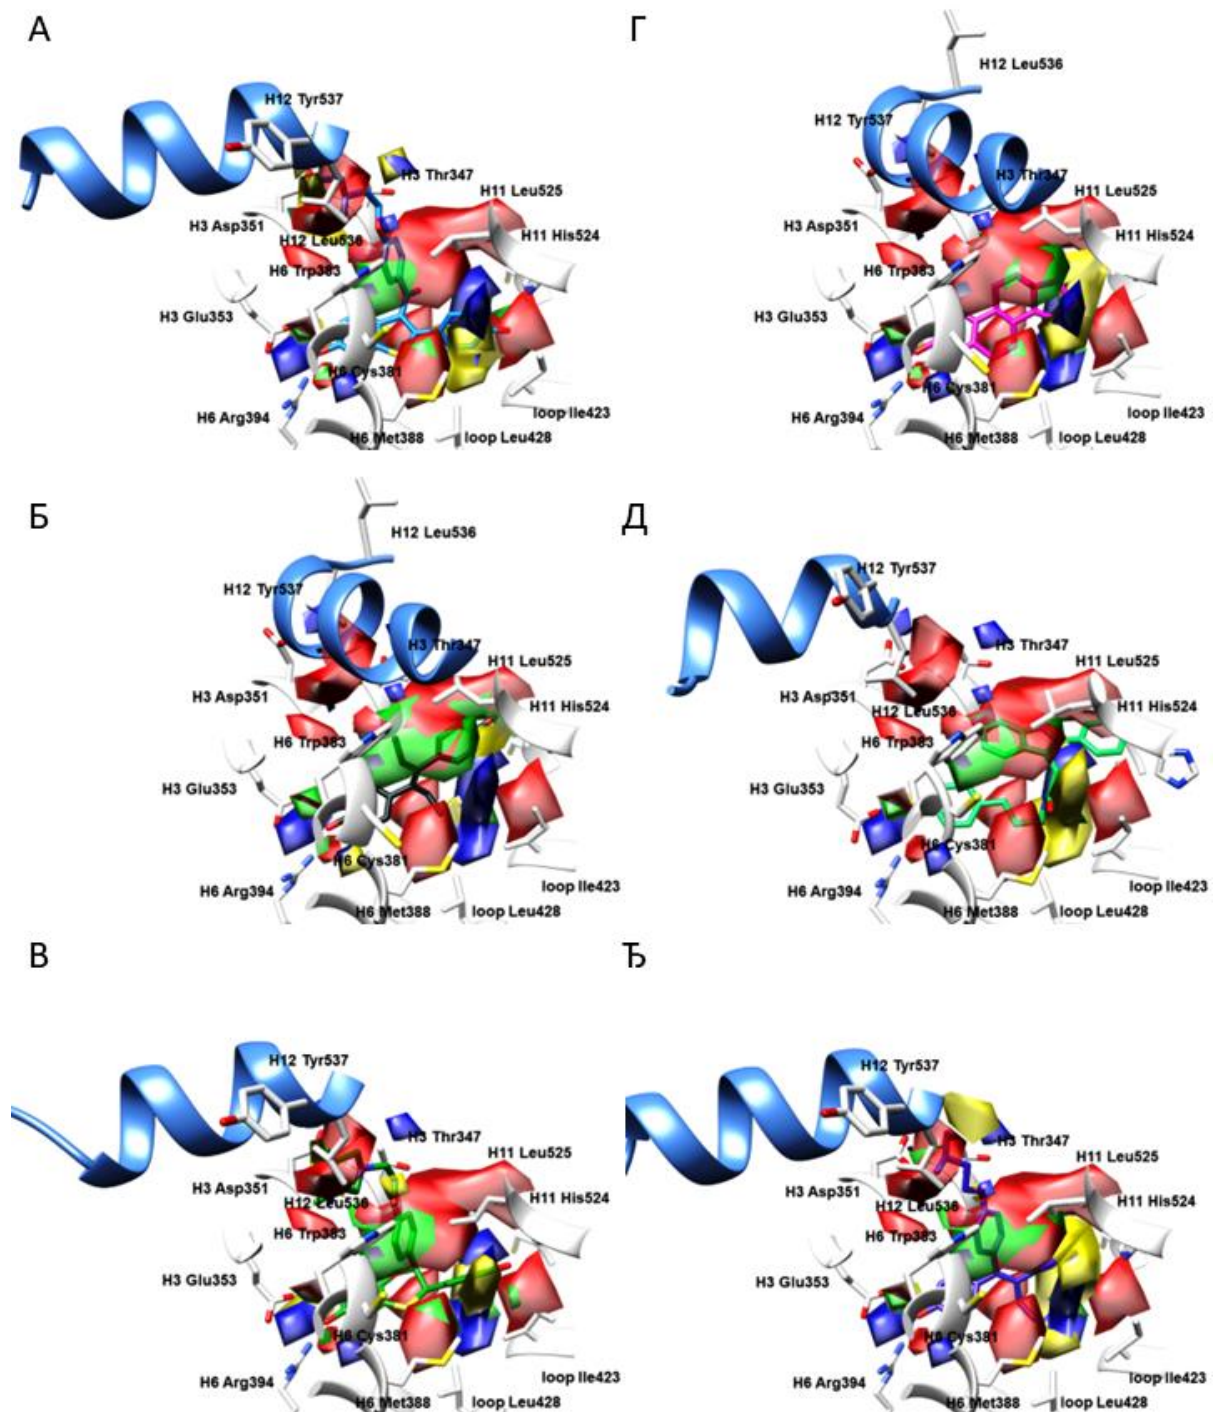 А
H12 Tyr537
H3 Thr347
H11 Leu525
H3 Asp351
H12 Leu536
H11 His524
H6 Trp383
H3 Glu353
H6 Cys381
H6 Arg394
H6 Met388
loop Leu428
loop Ile423
Г
H12 Leu536
H12 Tyr537
H3 Thr347
H11 Leu525
H3 Asp351
H11 His524
H6 Trp383
H3 Glu353
H6 Cys381
H6 Arg394
H6 Met388
loop Leu428
loop Ile423
Б
H12 Leu536
H12 Tyr537
H3 Thr347
H11 Leu525
H3 Asp351
H11 His524
H6 Trp383
H3 Glu353
H6 Cys381
H6 Arg394
H6 Met388
loop Leu428
loop Ile423
Д
H12 Tyr537
H3 Thr347
H11 Leu525
H3 Asp351
H12 Leu536
H11 His524
H6 Trp383
H3 Glu353
H6 Cys381
H6 Arg394
H6 Met388
loop Leu428
loop Ile423
В
H12 Tyr537
H3 Thr347
H11 Leu525
H3 Asp351
H12 Leu536
H11 His524
H6 Trp383
H3 Glu353
H6 Cys381
H6 Arg394
H6 Met388
loop Leu428
loop Ile423
Ђ
H12 Tyr537
H3 Thr347
H11 Leu525
H3 Asp351
H12 Leu536
H11 His524
H6 Trp383
H3 Glu353
H6 Cys381
H6 Arg394
H6 Met388
loop Leu428
loop Ile423